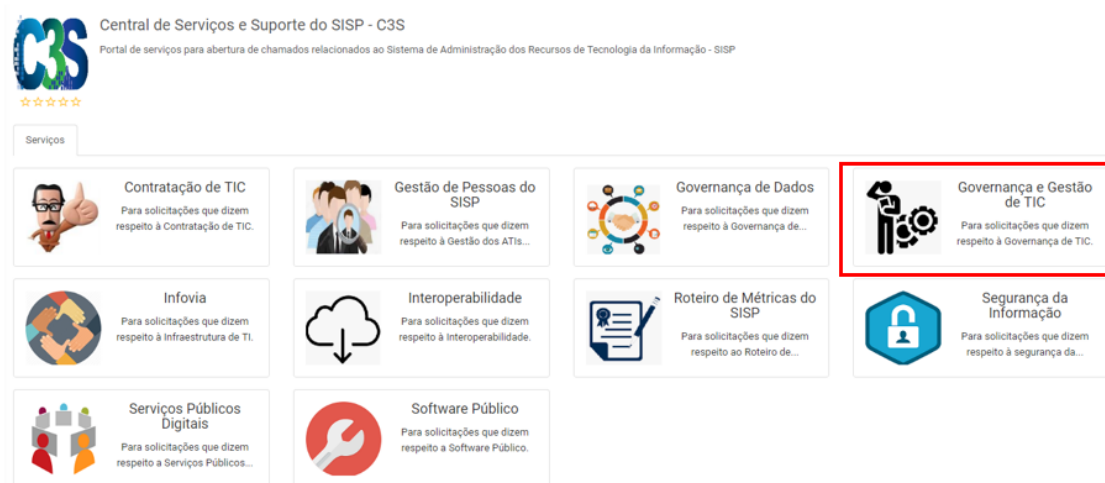 C3S
Central de Serviços e Suporte do SISP - C3S
Portal de serviços para abertura de chamados relacionados ao Sistema de Administração dos Recursos de Tecnologia da Informação - SISP
Serviços
Contratação de TIC
Para solicitações que dizem
respeito à Contratação de TIC.
Gestão de Pessoas do
SISP
Para solicitações que dizem
respeito à Gestão dos ATIs...
Governança de Dados
Para solicitações que dizem
respeito à Governança de...
Governança e Gestão
de TIC
Para solicitações que dizem
respeito à Governança de TIC.
Infovia
Para solicitações que dizem
respeito à Infraestrutura de TI.
Interoperabilidade
Para solicitações que dizem
respeito à Interoperabilidade.
Roteiro de Métricas do
SISP
Para solicitações que dizem
respeito ao Roteiro de...
Segurança da
Informação
Para solicitações que dizem
respeito à segurança da...
Serviços Públicos
Digitais
Para solicitações que dizem
respeito a Serviços Públicos...
Software Público
Para solicitações que dizem
respeito a Software Público.